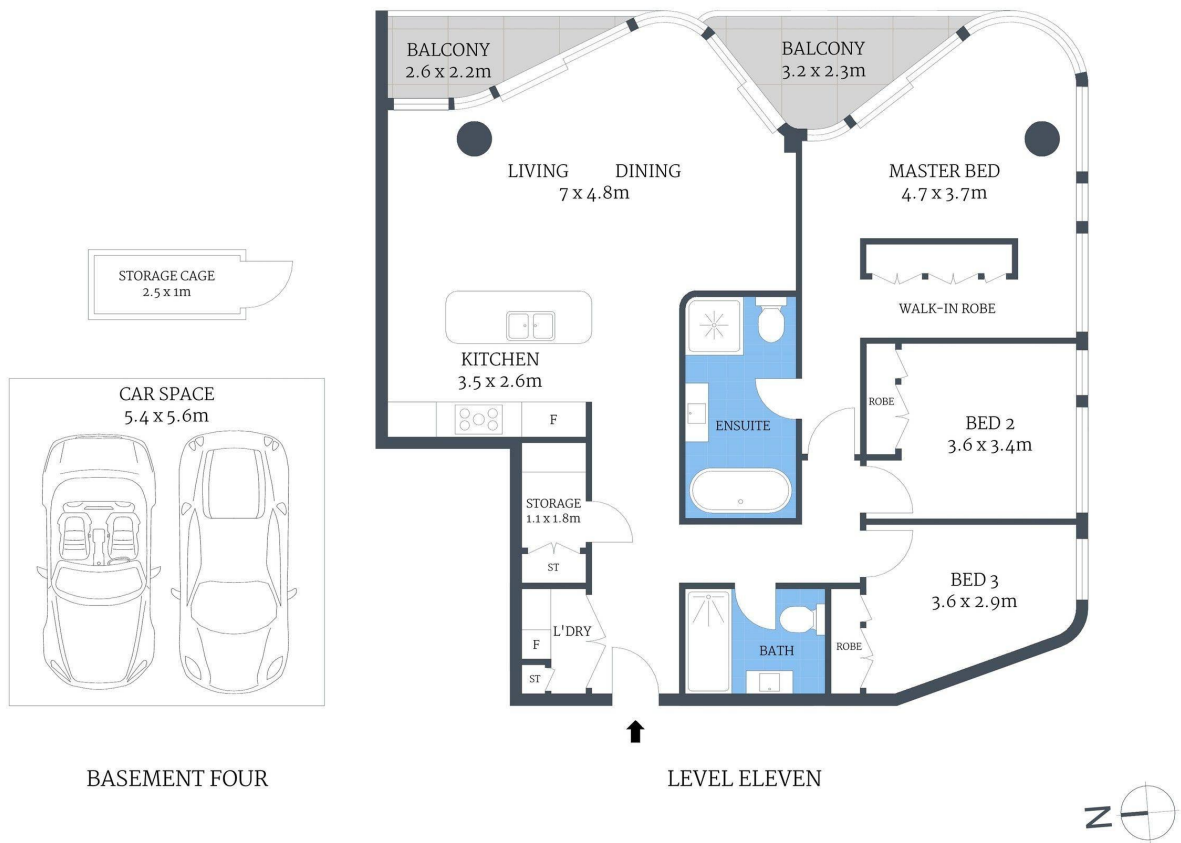 BALCONY
2.6 x 2.2m
BALCONY
3.2 x 2.3m
LIVING DINING
7 x 4.8m
MASTER BED
4.7 x 3.7m
STORAGE CAGE
2.5 x 1m
WALK-IN ROBE
KITCHEN
3.5 x 2.6m
CAR SPACE
5.4 x 5.6m
F
ENSUITE
ROBE
BED 2
3.6 x 3.4m
STORAGE
1.1 x 1.8m
ST
BED 3
3.6 x 2.9m
L'DRY
F
ST
BATH
ROBE
BASEMENT FOUR
LEVEL ELEVEN
N